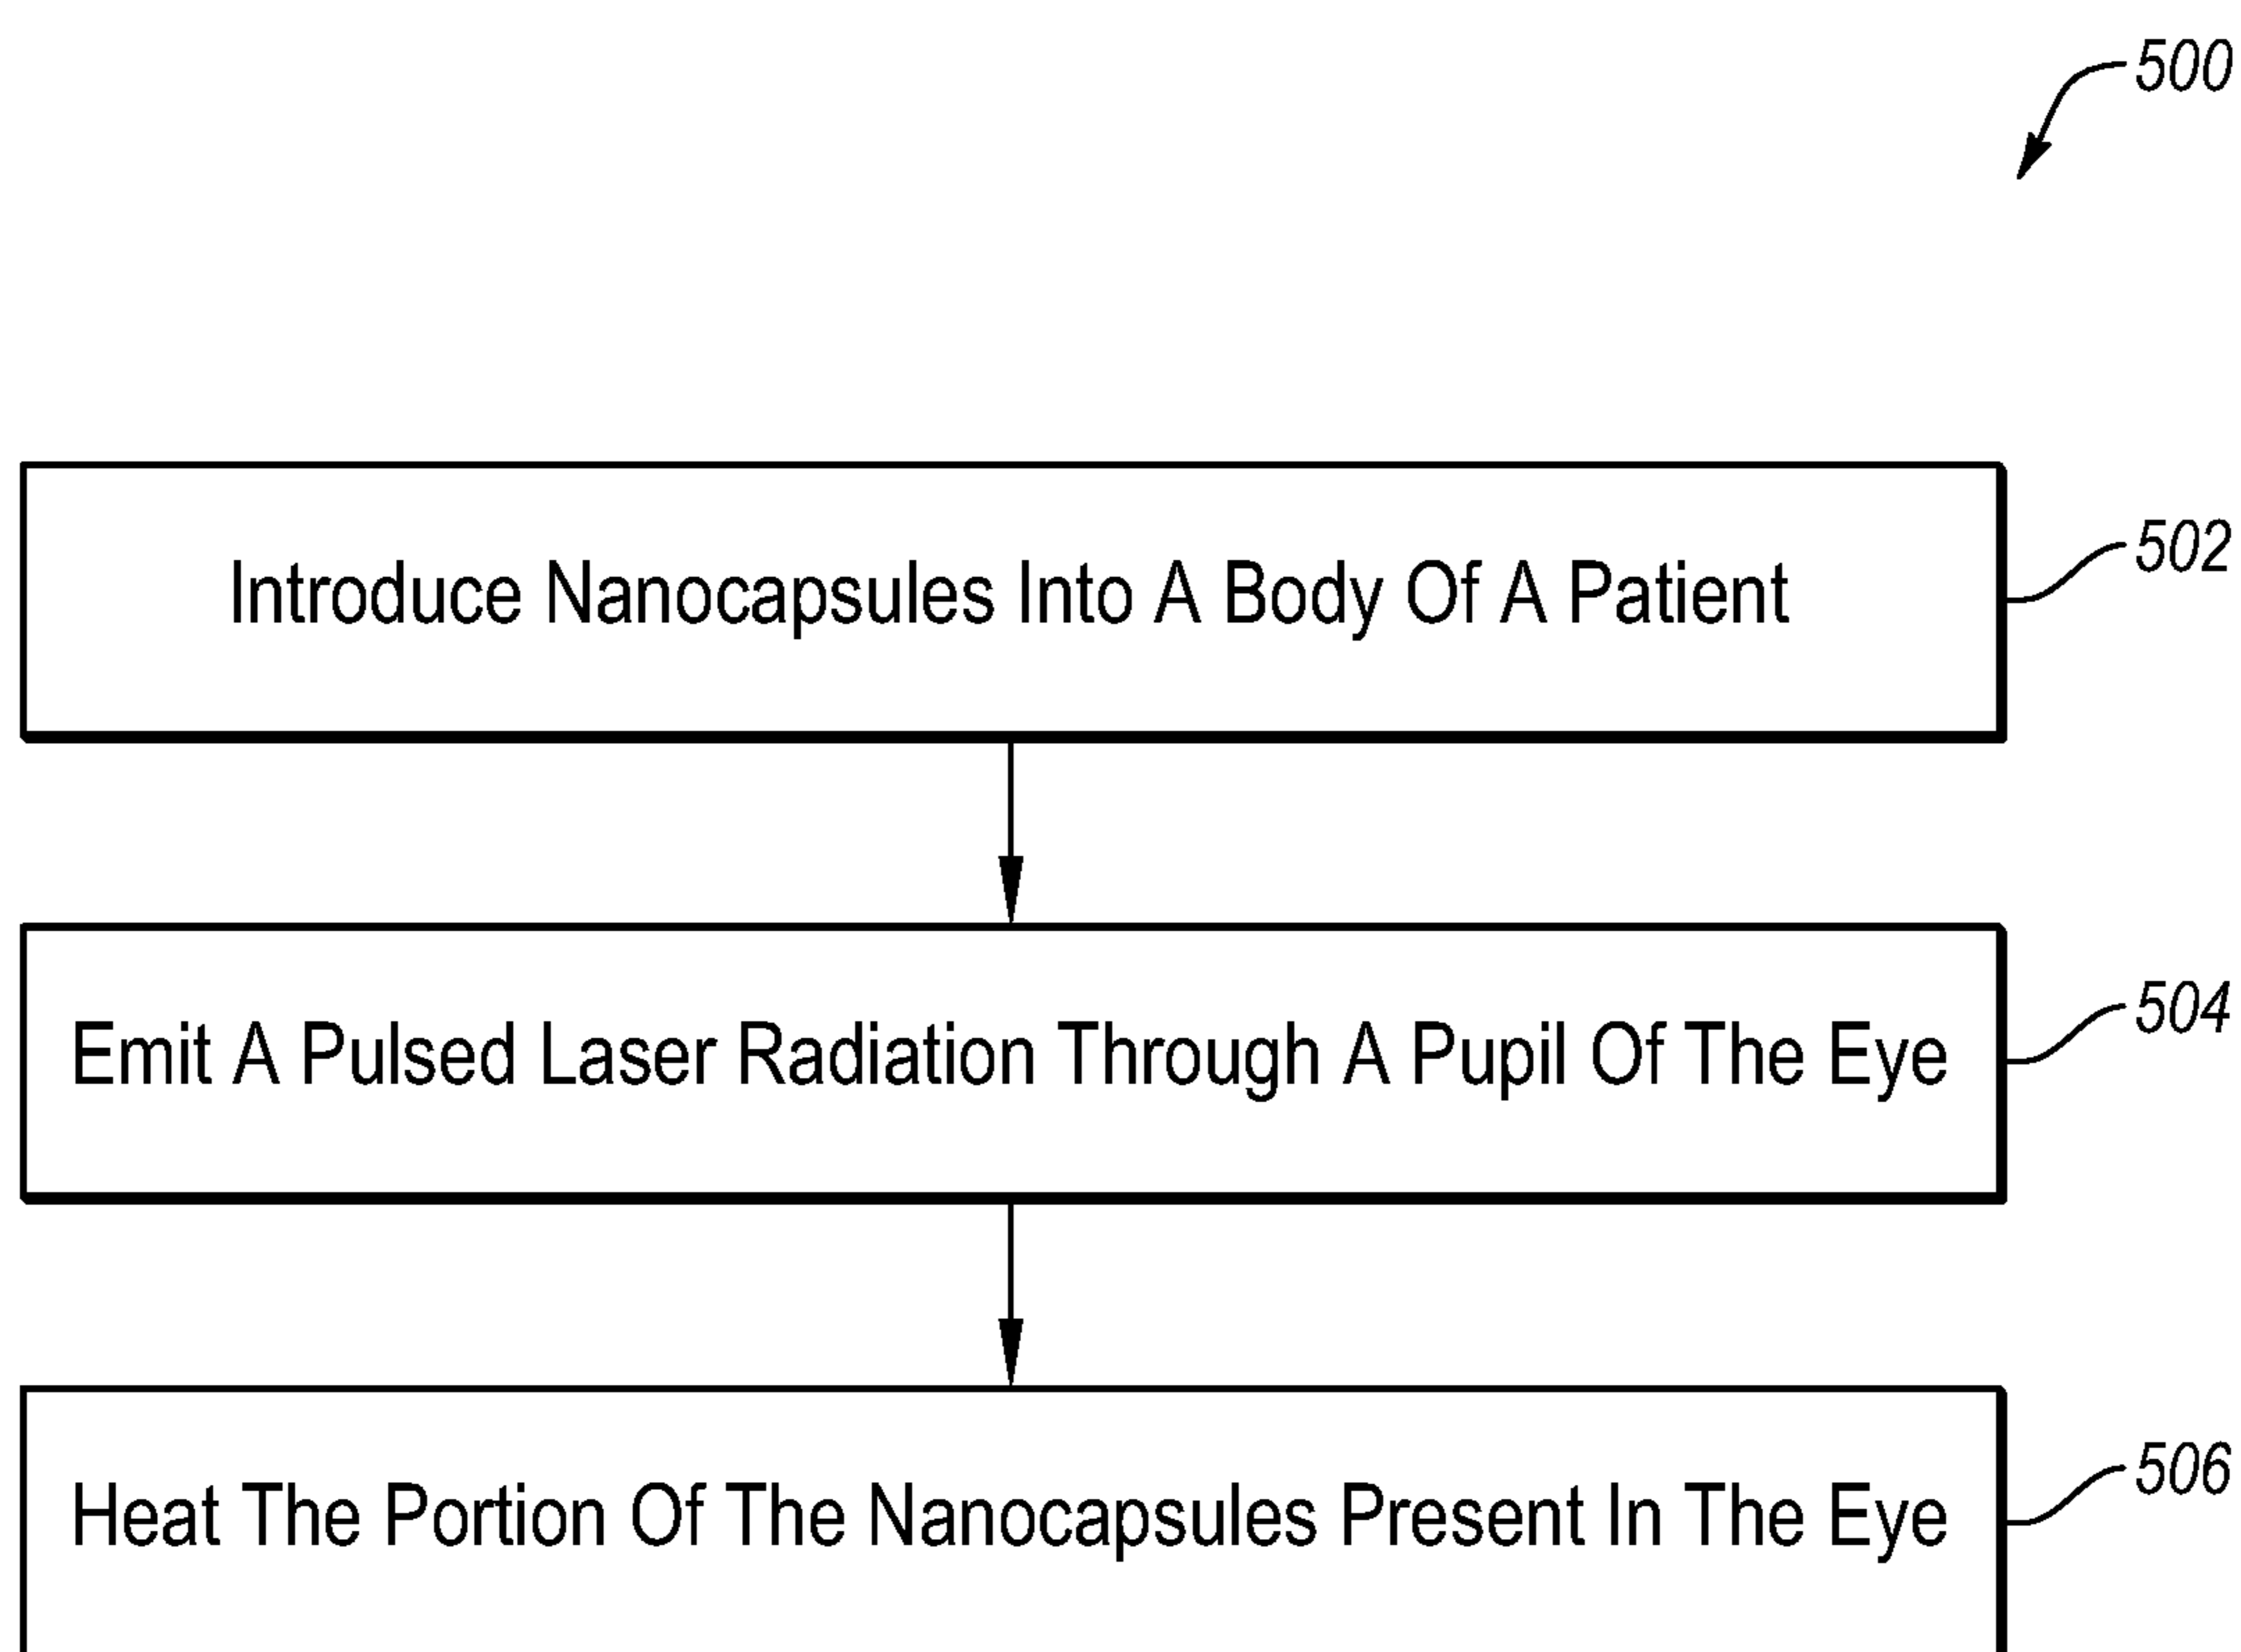 500
Introduce Nanocapsules Into A Body Of A Patient
502
Emit A Pulsed Laser Radiation Through A Pupil Of The Eye
504
Heat The Portion Of The Nanocapsules Present In The Eye
506